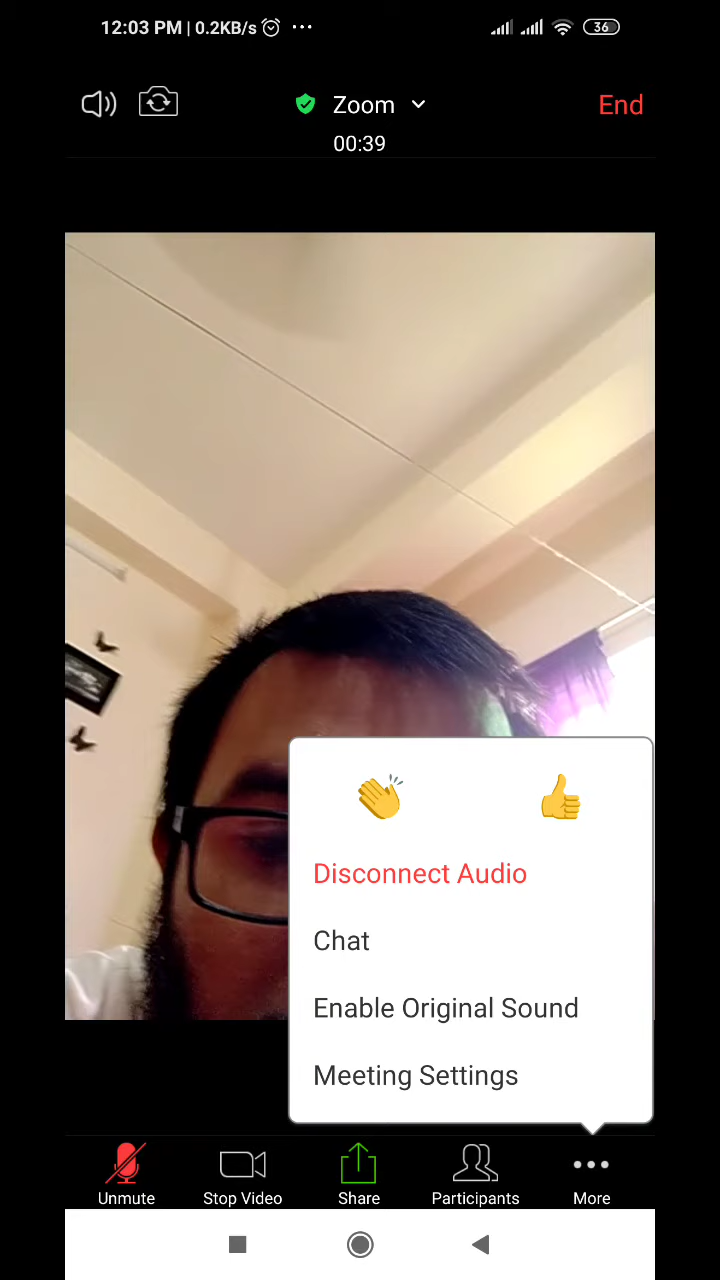 12:03 PM | 0.2KB/s ...
36
Zoom
End
00:39
Disconnect Audio
Chat
Enable Original Sound
Meeting Settings
Unmute
Stop Video
Share
Participants
More